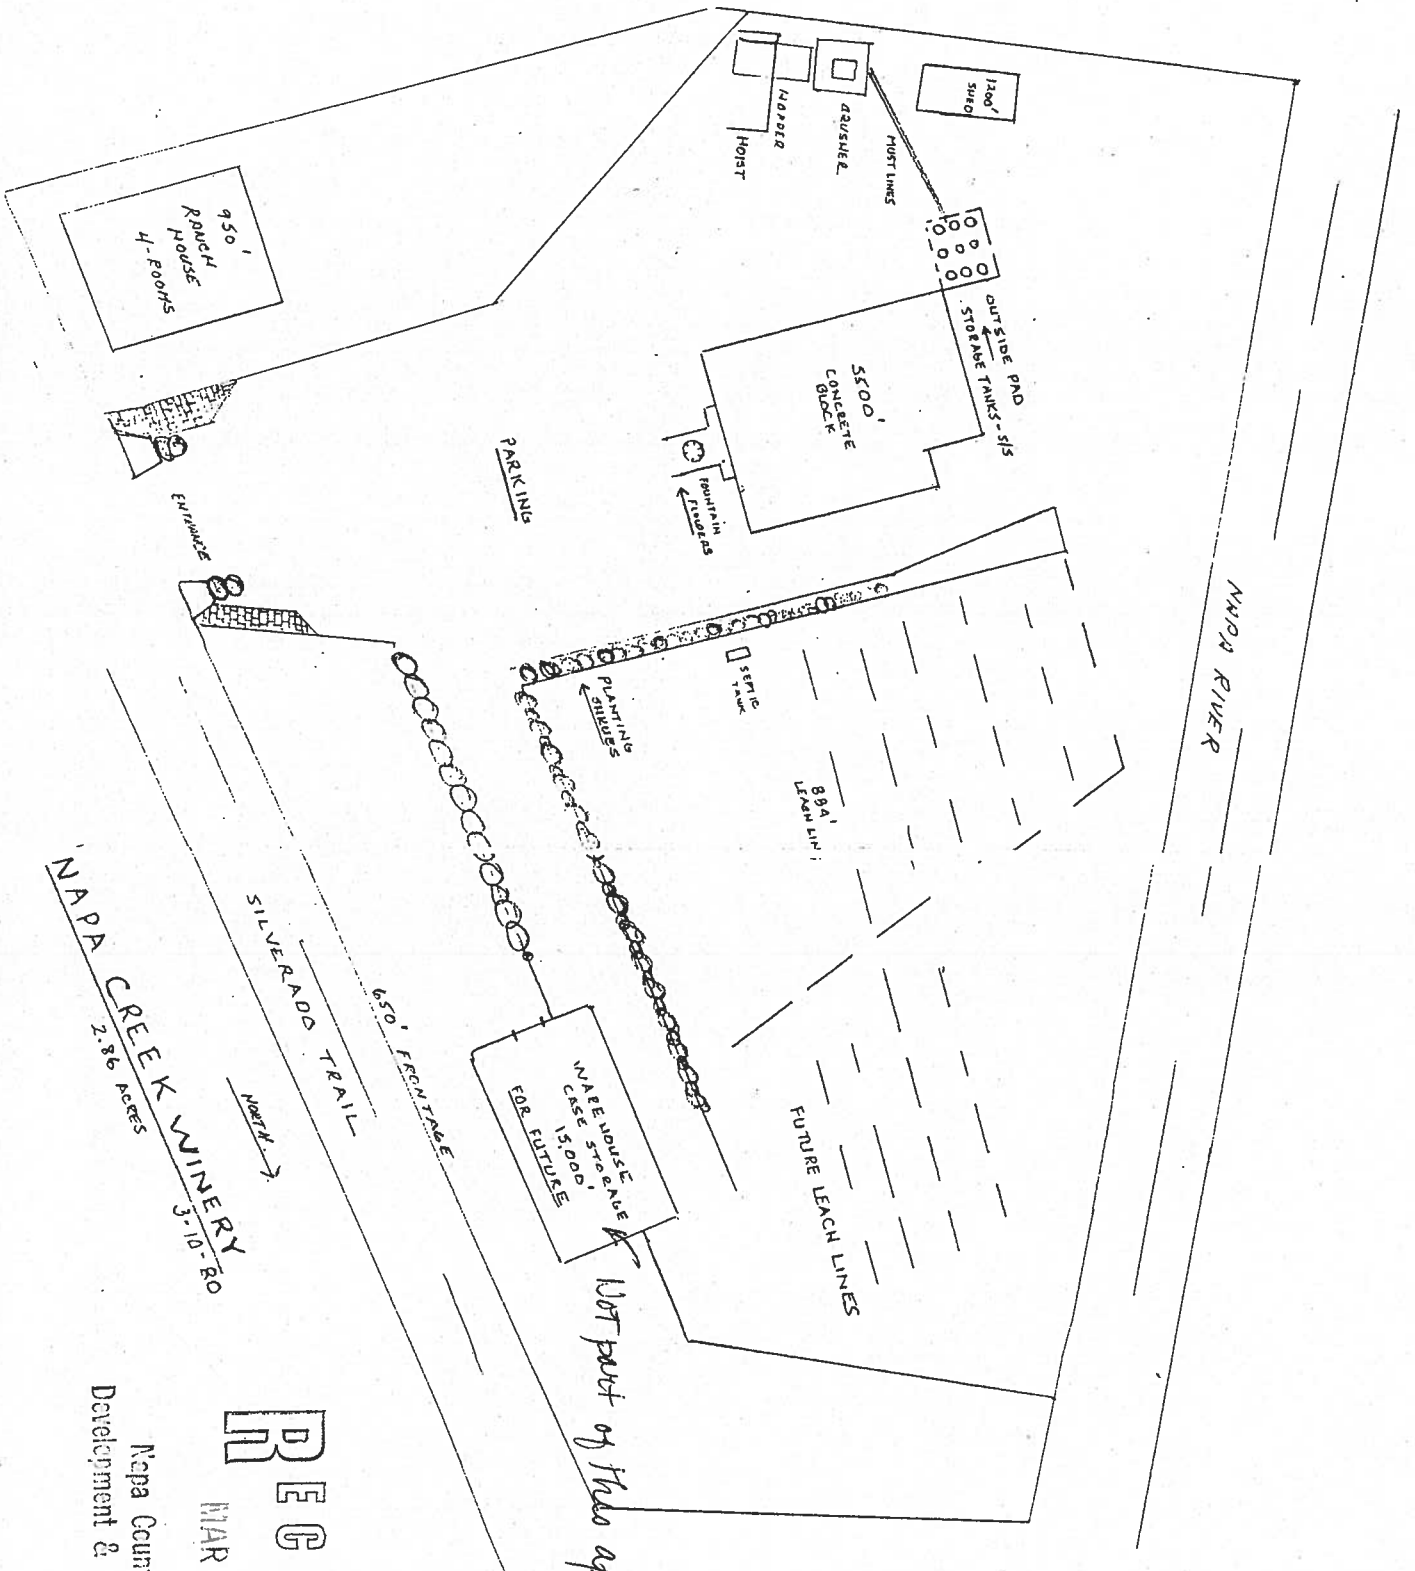 1200'
SHED
HOIST
HOPPER
CRUSHER
MUST LINES
OUTSIDE PAD
STORAGE TANKS - S/S
5500'
CONCRETE
BLOCK
FOUNTAIN
FLOWERS
950'
RANCH
HOUSE
4-ROOMS
PARKING
ENTRANCE
NAPA RIVER
SEPTIC
TANK
PLANTING
SHRUBS
884'
LEACH LIN
FUTURE LEACH LINES
WAREHOUSE
CASE STORAGE
15,000'
FOR FUTURE
Not part of this ap
650' FRONTAGE
SILVERADO TRAIL
NORTH
NAPA CREEK WINERY
2.86 ACRES
3-10-80
REC
MAR
Napa Coun
Development &